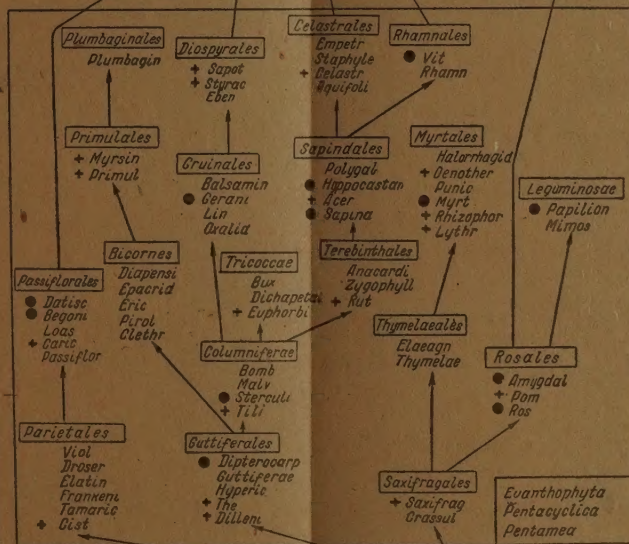 Plumbaginales
Plumbagin
Diospyrales
+ Sapot
+ Styrac
Eben
Celastrales
Empetr
Staphyle
+ Celastr
Aquifoli
Rhamnales
● Vit
Rhamn
Primulales
+ Myrsin
+ Primul
Gruinales
Balsamin
● Gerani
Lin
Oxalid
Sapindales
Polygal
● Hippocastan
+ Acer
● Sapina
Myrtales
Halorrhagid
+ Oenother
Punic
● Myrt
+ Rhizophor
+ Lythr
Leguminosae
● Papilion
Mimos
Passiflorales
● Datisc
● Begoni
Loas
+ Caric
Passiflor
Bicornes
Diapensi
Epacrid
Eric
Pirol
Clethr
Tricoccae
Bux
Dichapetal
+ Euphorbi
Terebinthales
Anacardi
Zygophyll
+ Rut
Columniferae
Bomb
Malv
● Sterculi
+ Tili
Thymelaealès
Elaeagn
Thymelae
Rosales
● Amygdal
+ Pom
● Ros
Parietales
Viol
Droser
Elatin
Frankeni
Tamaric
+ Cist
Guttiferales
● Dipterocarp
Guttiferae
Hyperic
+ The
+ Dilleni
Saxifragales
+ Saxifrag
Crassul
Evanthophyta
Pentacyclica
Pentamea